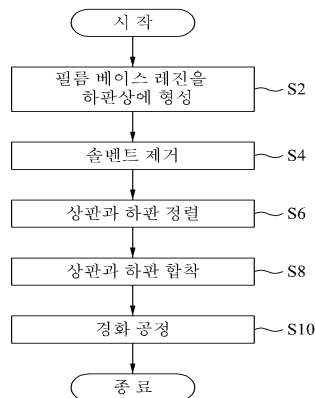 시 작
필름 베이스 레진을
하판상에 형성
S2
솔벤트 제거
S4
상판과 하판 정렬
S6
상판과 하판 합착
S8
경화 공정
S10
종 료